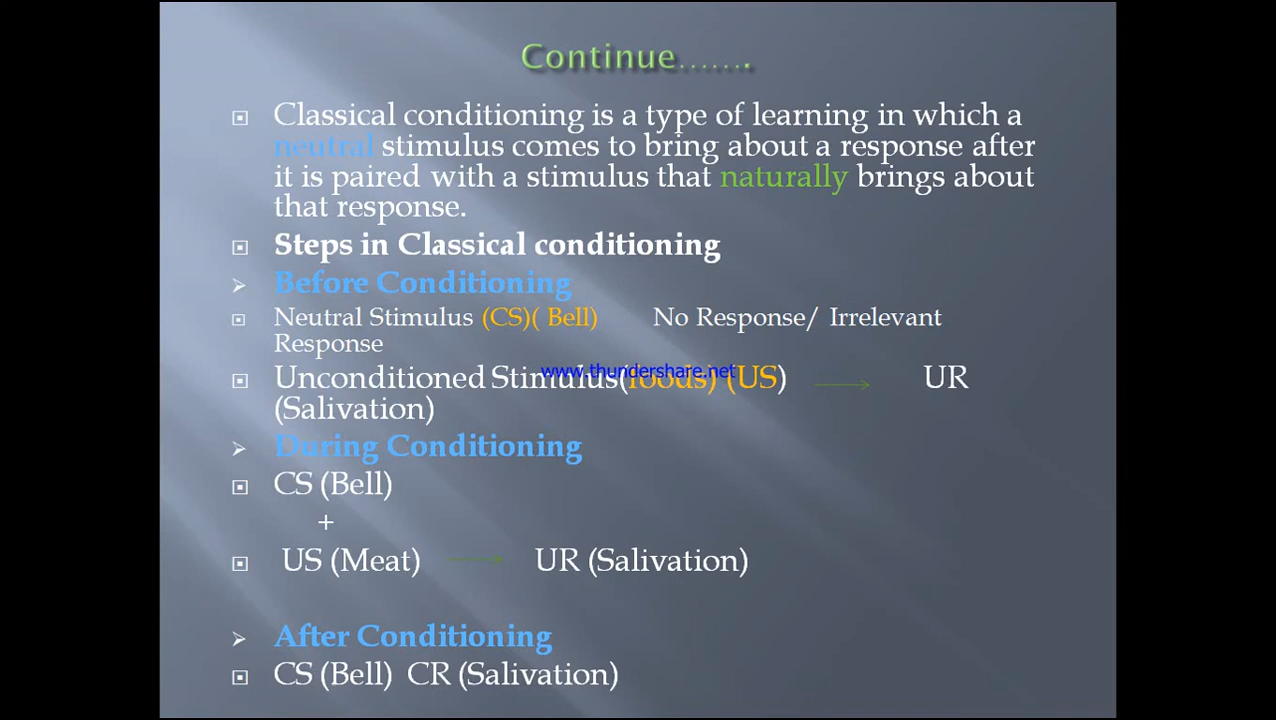 Continue…….
Classical conditioning is a type of learning in which a
neutral stimulus comes to bring about a response after
it is paired with a stimulus that naturally brings about
that response.
Steps in Classical conditioning
Before Conditioning
Neutral Stimulus (CS)( Bell) No Response/ Irrelevant
Response
www.thundershare.net
Unconditioned Stimulus(foods) (US) UR
(Salivation)
During Conditioning
CS (Bell)
+
US (Meat) UR (Salivation)
After Conditioning
CS (Bell) CR (Salivation)